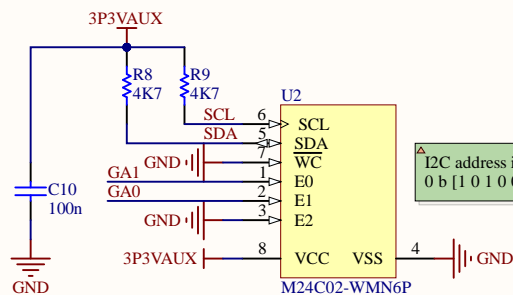 3P3VAUX
R8
4K7
R9
4K7
C10
100n
GND
U2
SCL 6 SCL
SDA 5 SDA
GND 7 WC
GA1 1 E0
GA0 2 E1
GND 3 E2
3P3VAUX 8 VCC VSS 4 GND
M24C02-WMN6P
I2C address i
0 b [1 0 1 0